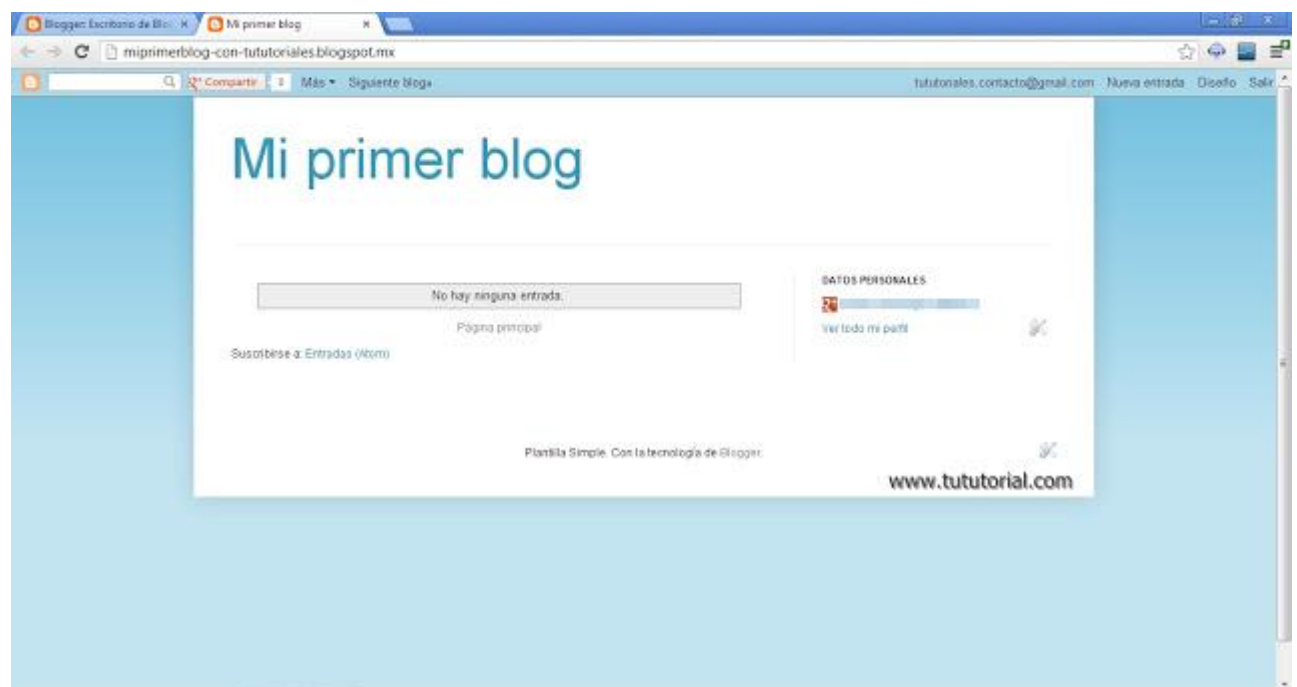 Blogger: Escritorio de Blo
Mi primer blog
miprimerblog-con-tututoriales.blogspot.mx
Compartir
Más
Siguiente blog»
tututoriales.contacto@gmail.com Nueva entrada Diseño Salir
Mi primer blog
No hay ninguna entrada.
Página principal
Suscribirse a: Entradas (Atom)
DATOS PERSONALES
Ver todo mi perfil
Plantilla Simple. Con la tecnología de Blogger.
www.tututorial.com